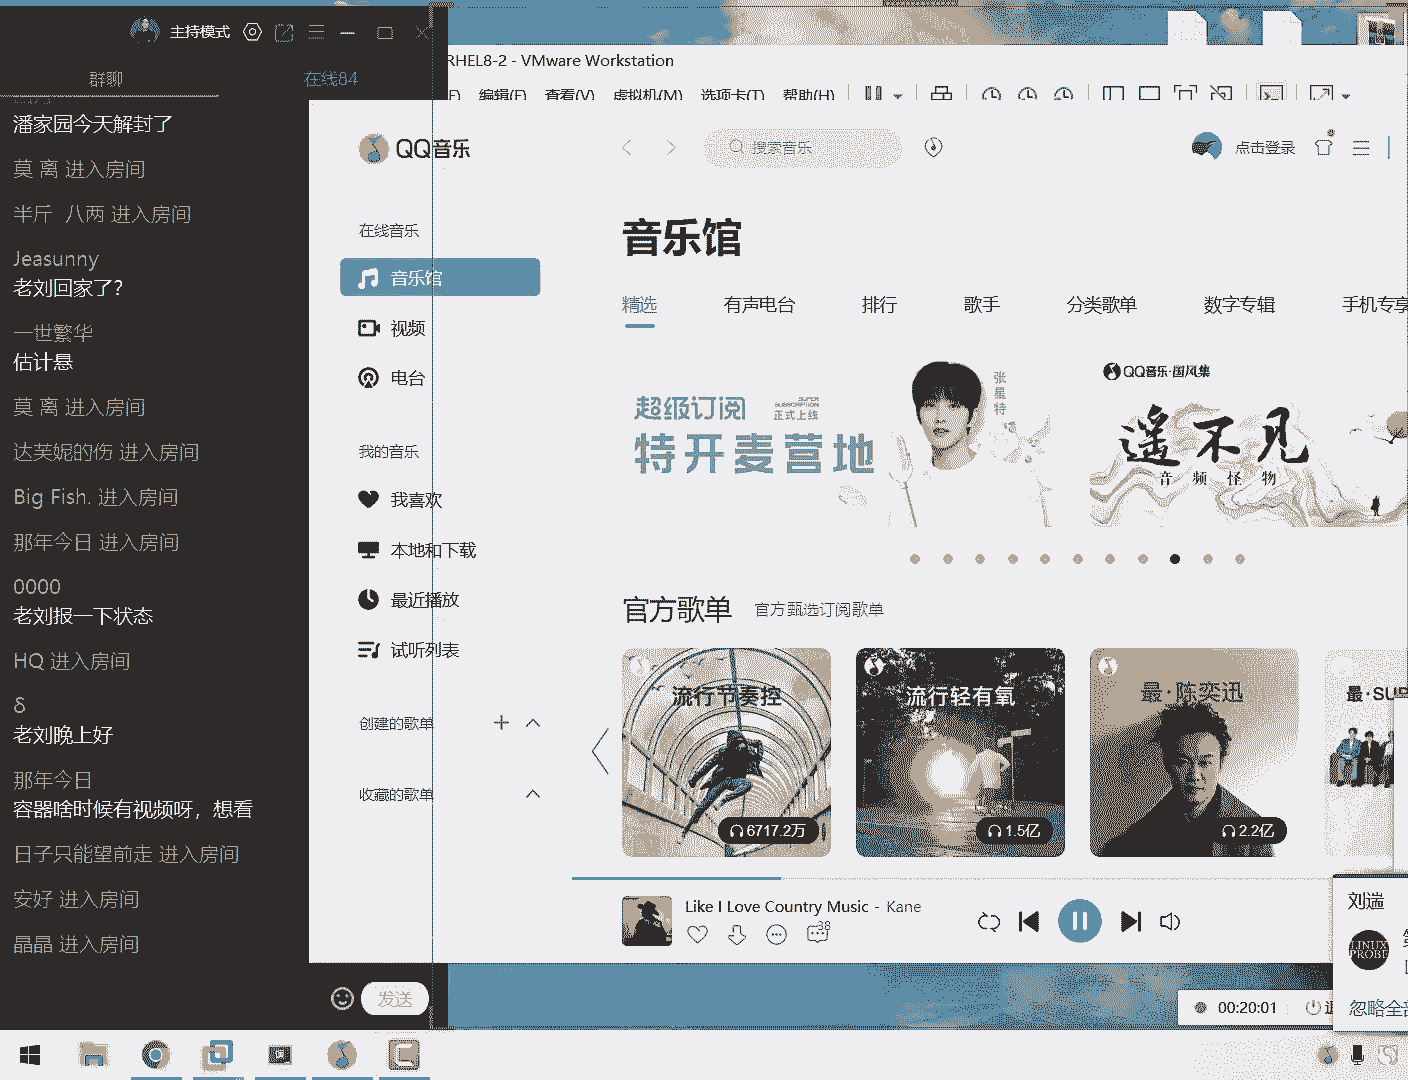 主持模式
群聊
在线84
潘家园今天解封了
莫 离 进入房间
半斤 八两 进入房间
Jeasunny
老刘回家了?
一世繁华
估计悬
莫 离 进入房间
达芙妮的伤 进入房间
Big Fish. 进入房间
那年今日 进入房间
0000
老刘报一下状态
HQ 进入房间
δ
老刘晚上好
那年今日
容器啥时候有视频呀，想看
日子只能望前走 进入房间
安好 进入房间
晶晶 进入房间
发送
RHEL8-2 - VMware Workstation
编辑(E) 查看(V) 虚拟机(M) 选项卡(T) 帮助(H)
QQ音乐
搜索音乐
点击登录
在线音乐
音乐馆
视频
电台
我的音乐
我喜欢
本地和下载
最近播放
试听列表
创建的歌单
收藏的歌单
音乐馆
精选 有声电台 排行 歌手 分类歌单 数字专辑 手机专享
超级订阅
SUPER SUBSCRIPTION
正式上线
特开麦营地
张星特
QQ音乐·国风集
遥不见
音频怪物
官方歌单 官方甄选订阅歌单
流行节奏控
6717.2万
流行轻有氧
1.5亿
最·陈奕迅
2.2亿
最·SUP
Like I Love Country Music - Kane
38
刘遄
LINUX
PROBE
忽略全部
00:20:01